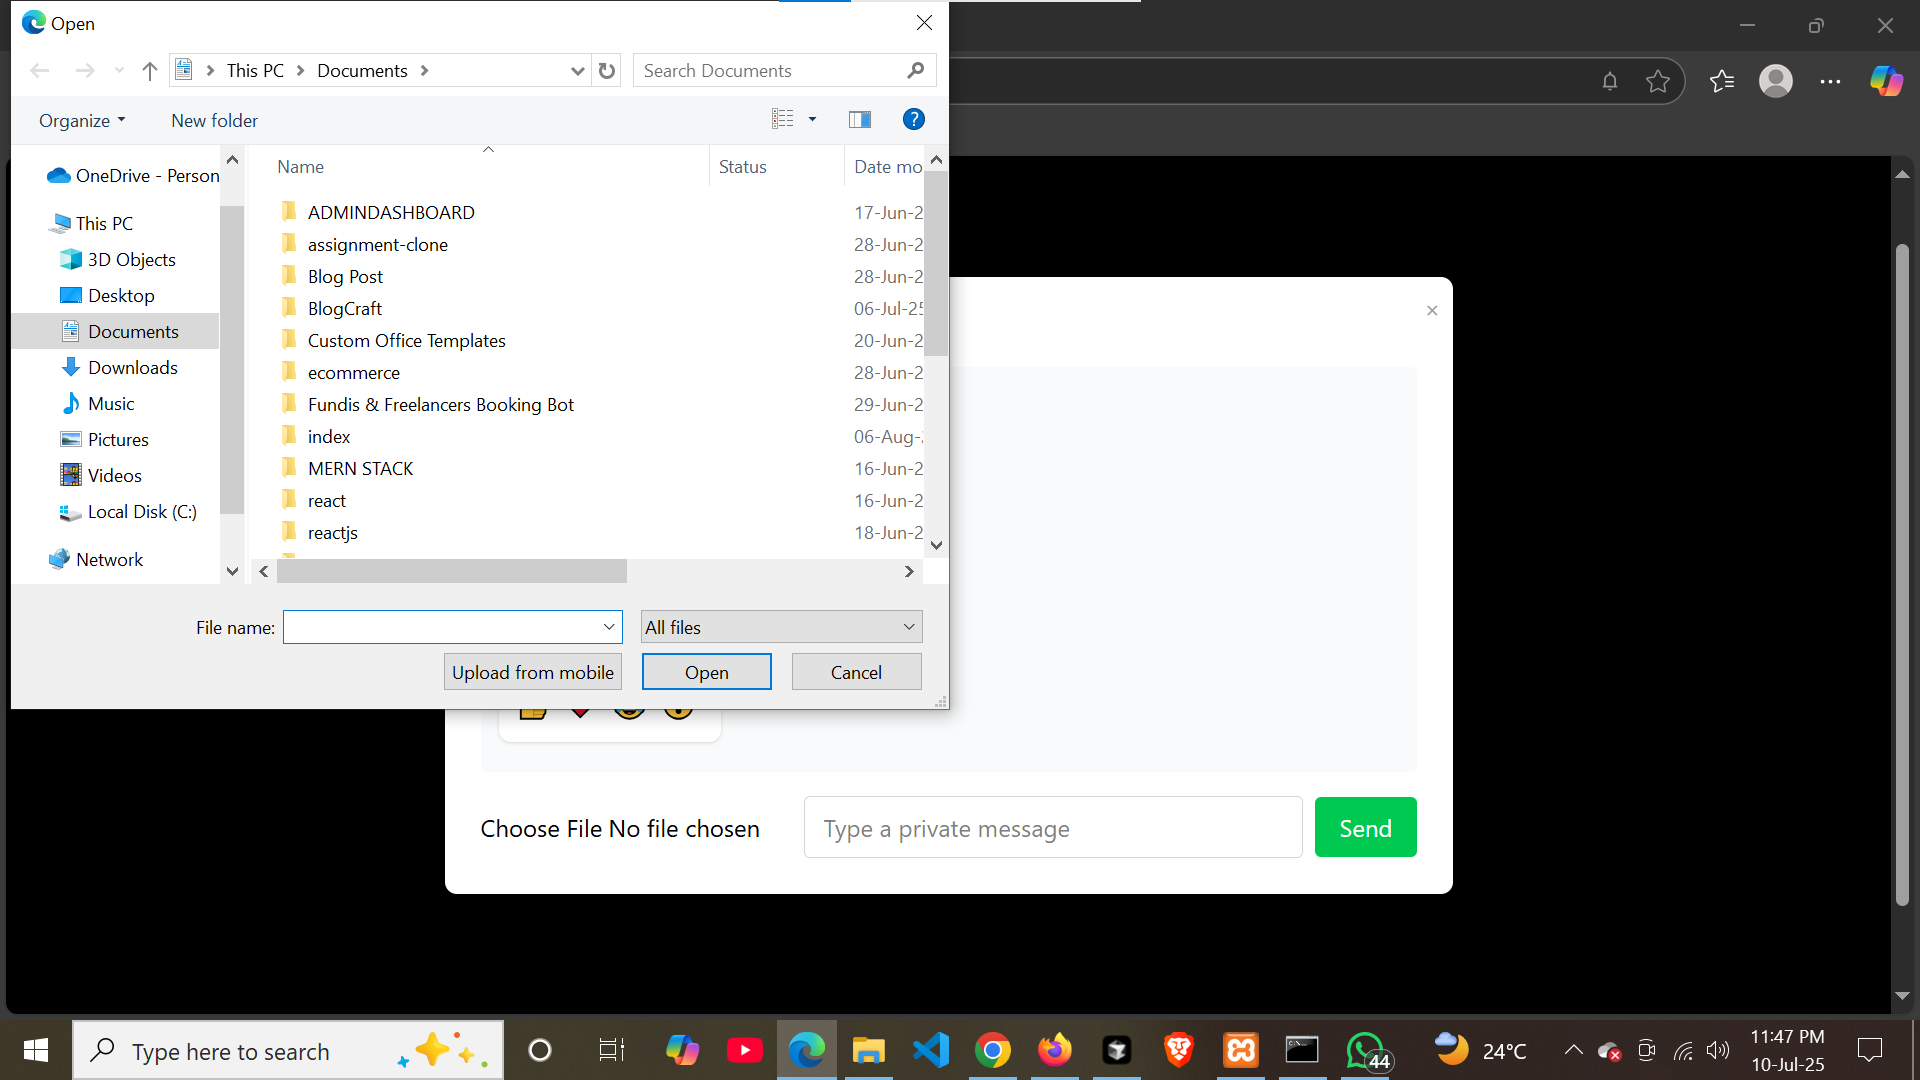 Open
This PC > Documents >
Search Documents
Organize
New folder
Name
Status
Date mo
OneDrive - Person
This PC
3D Objects
Desktop
Documents
Downloads
Music
Pictures
Videos
Local Disk (C:)
Network
ADMINDASHBOARD
17-Jun-2
assignment-clone
28-Jun-2
Blog Post
28-Jun-2
BlogCraft
06-Jul-25
Custom Office Templates
20-Jun-2
ecommerce
28-Jun-2
Fundis & Freelancers Booking Bot
29-Jun-2
index
06-Aug-
MERN STACK
16-Jun-2
react
16-Jun-2
reactjs
18-Jun-2
File name:
All files
Upload from mobile
Open
Cancel
Choose File No file chosen
Type a private message
Send
Type here to search
44
24°C
11:47 PM
10-Jul-25